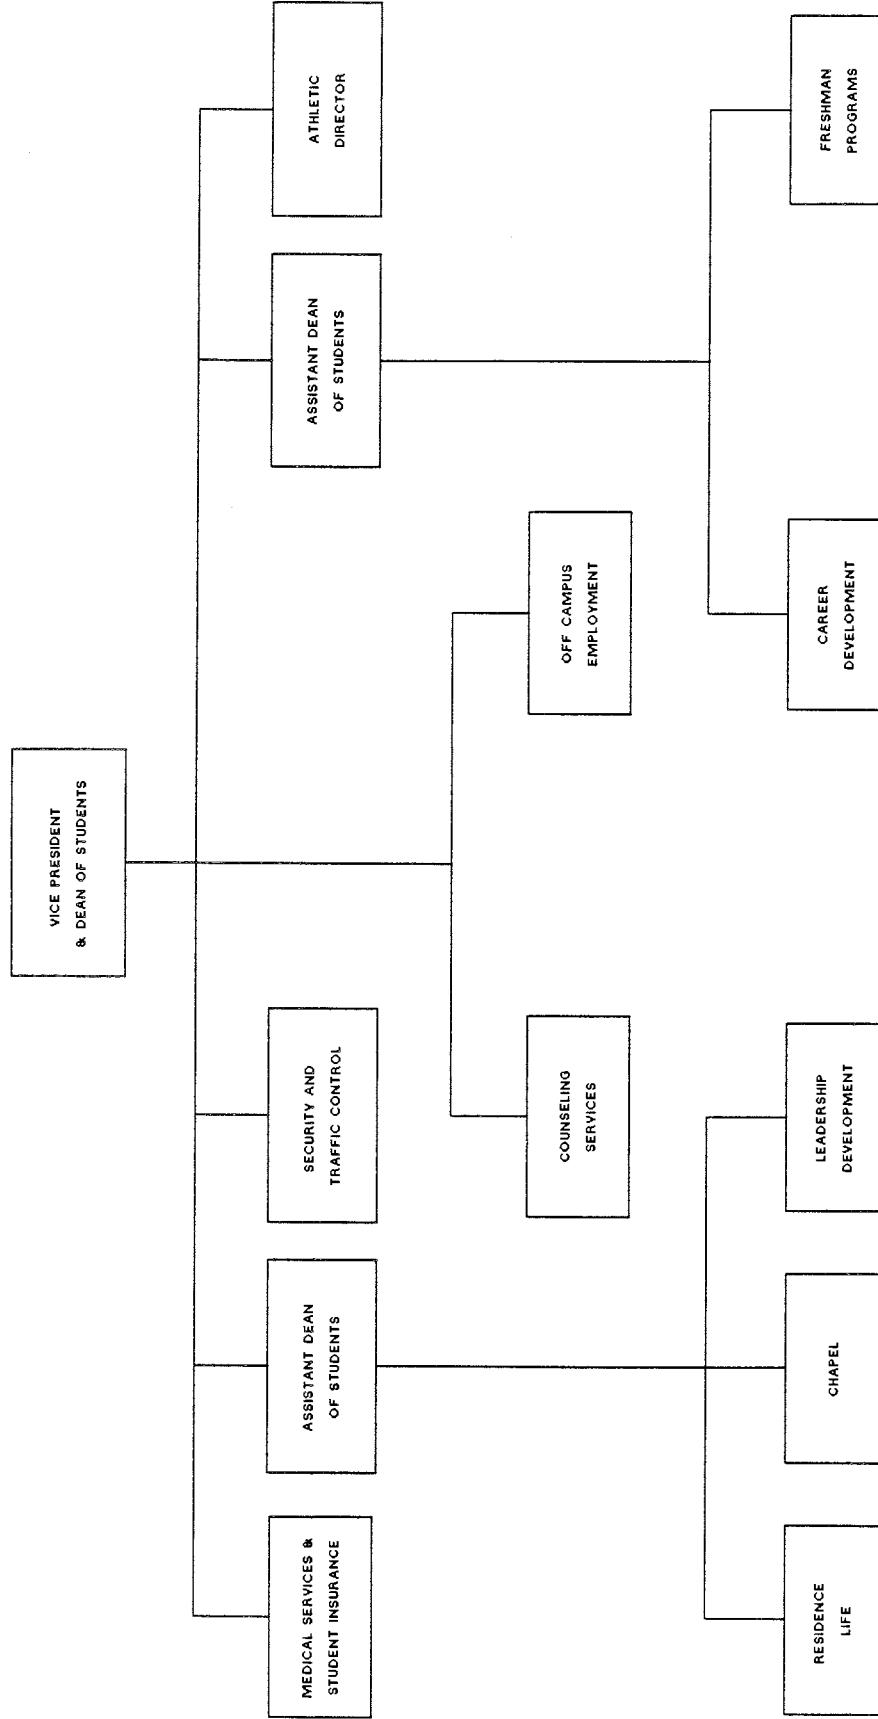 VICE PRESIDENT
& DEAN OF STUDENTS
MEDICAL SERVICES &
STUDENT INSURANCE
ASSISTANT DEAN
OF STUDENTS
SECURITY AND
TRAFFIC CONTROL
ASSISTANT DEAN
OF STUDENTS
ATHLETIC
DIRECTOR
COUNSELING
SERVICES
OFF CAMPUS
EMPLOYMENT
RESIDENCE
LIFE
CHAPEL
LEADERSHIP
DEVELOPMENT
CAREER
DEVELOPMENT
FRESHMAN
PROGRAMS